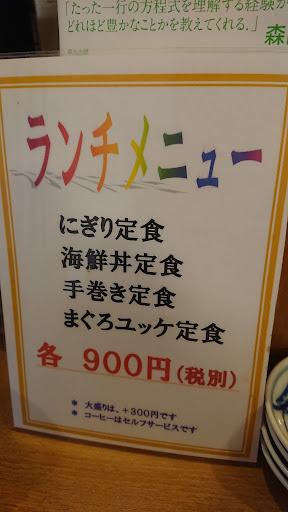 「たった一行の方程式を理解する経験が
どれほど豊かなことかを教えてくれる。」
森
ランチメニュー
にぎり定食
海鮮丼定食
手巻き定食
まぐろユッケ定食
各 900円(税別)
* 大盛りは、+300円です
* コーヒーはセルフサービスです